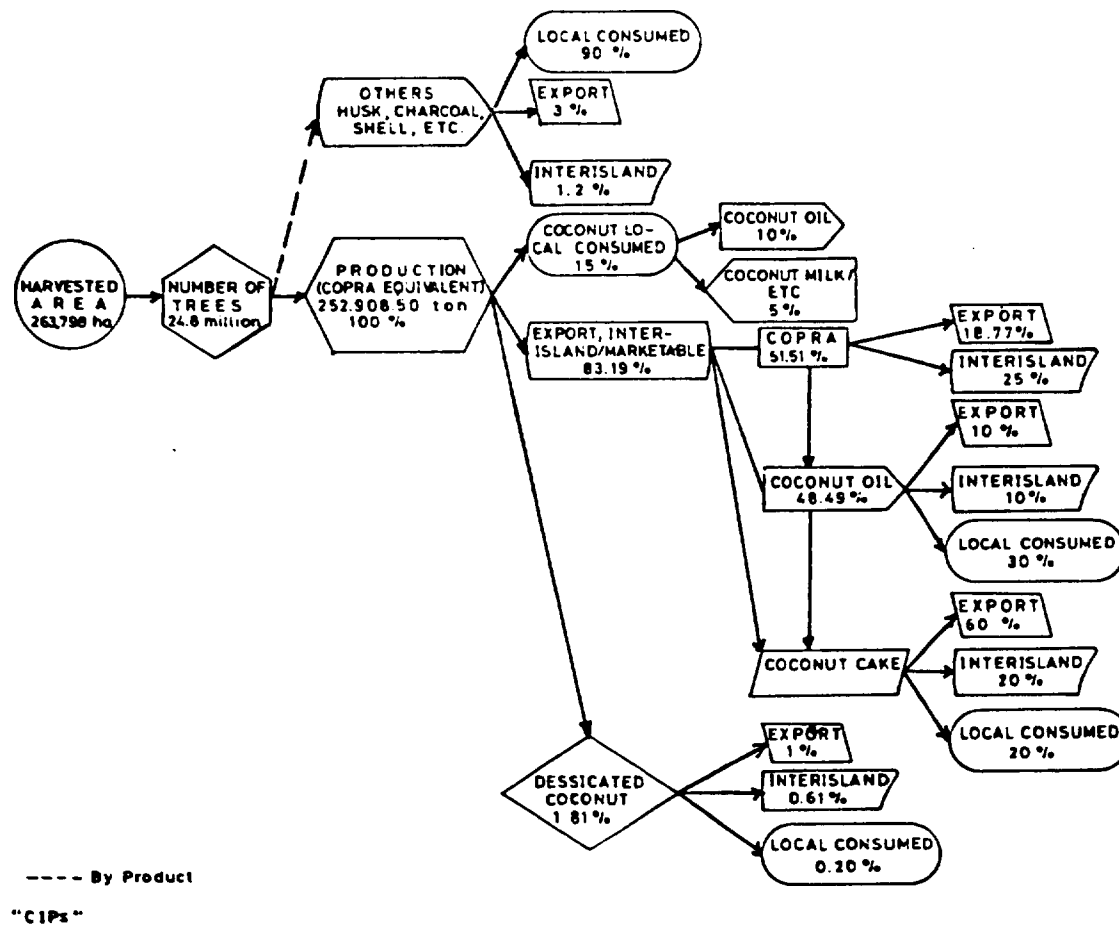 LOCAL CONSUMED
90 %
OTHERS
HUSK, CHARCOAL,
SHELL, ETC.
EXPORT
3 %
INTERISLAND
1.2 %
HARVESTED
AREA
263,798 ha
NUMBER OF
TREES
24.8 million
PRODUCTION
(COPRA EQUIVALENT)
252.908.50 ton
100 %
COCONUT LO-
CAL CONSUMED
15 %
COCONUT OIL
10 %
COCONUT MILK/
ETC
5 %
EXPORT, INTER-
ISLAND/MARKETABLE
83.19 %
COPRA
51.51 %
EXPORT
18.77 %
INTERISLAND
25 %
COCONUT OIL
48.49 %
EXPORT
10 %
INTERISLAND
10 %
LOCAL CONSUMED
30 %
COCONUT CAKE
EXPORT
60 %
INTERISLAND
20 %
LOCAL CONSUMED
20 %
DESSICATED
COCONUT
1 81 %
EXPORT
1 %
INTERISLAND
0.61 %
LOCAL CONSUMED
0.20 %
---- By Product
"CIPs"